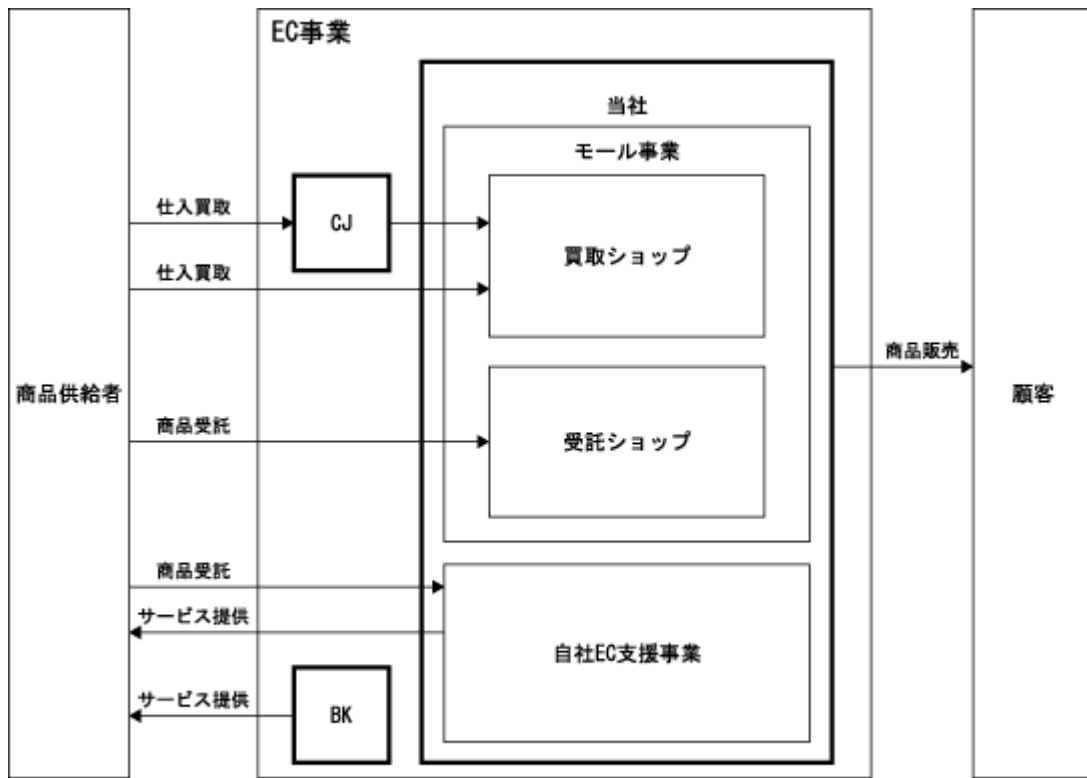 EC事業
当社
モール事業
仕入買取
CJ
買取ショップ
仕入買取
商品販売
商品供給者
顧客
商品受託
受託ショップ
商品受託
サービス提供
自社EC支援事業
サービス提供
BK